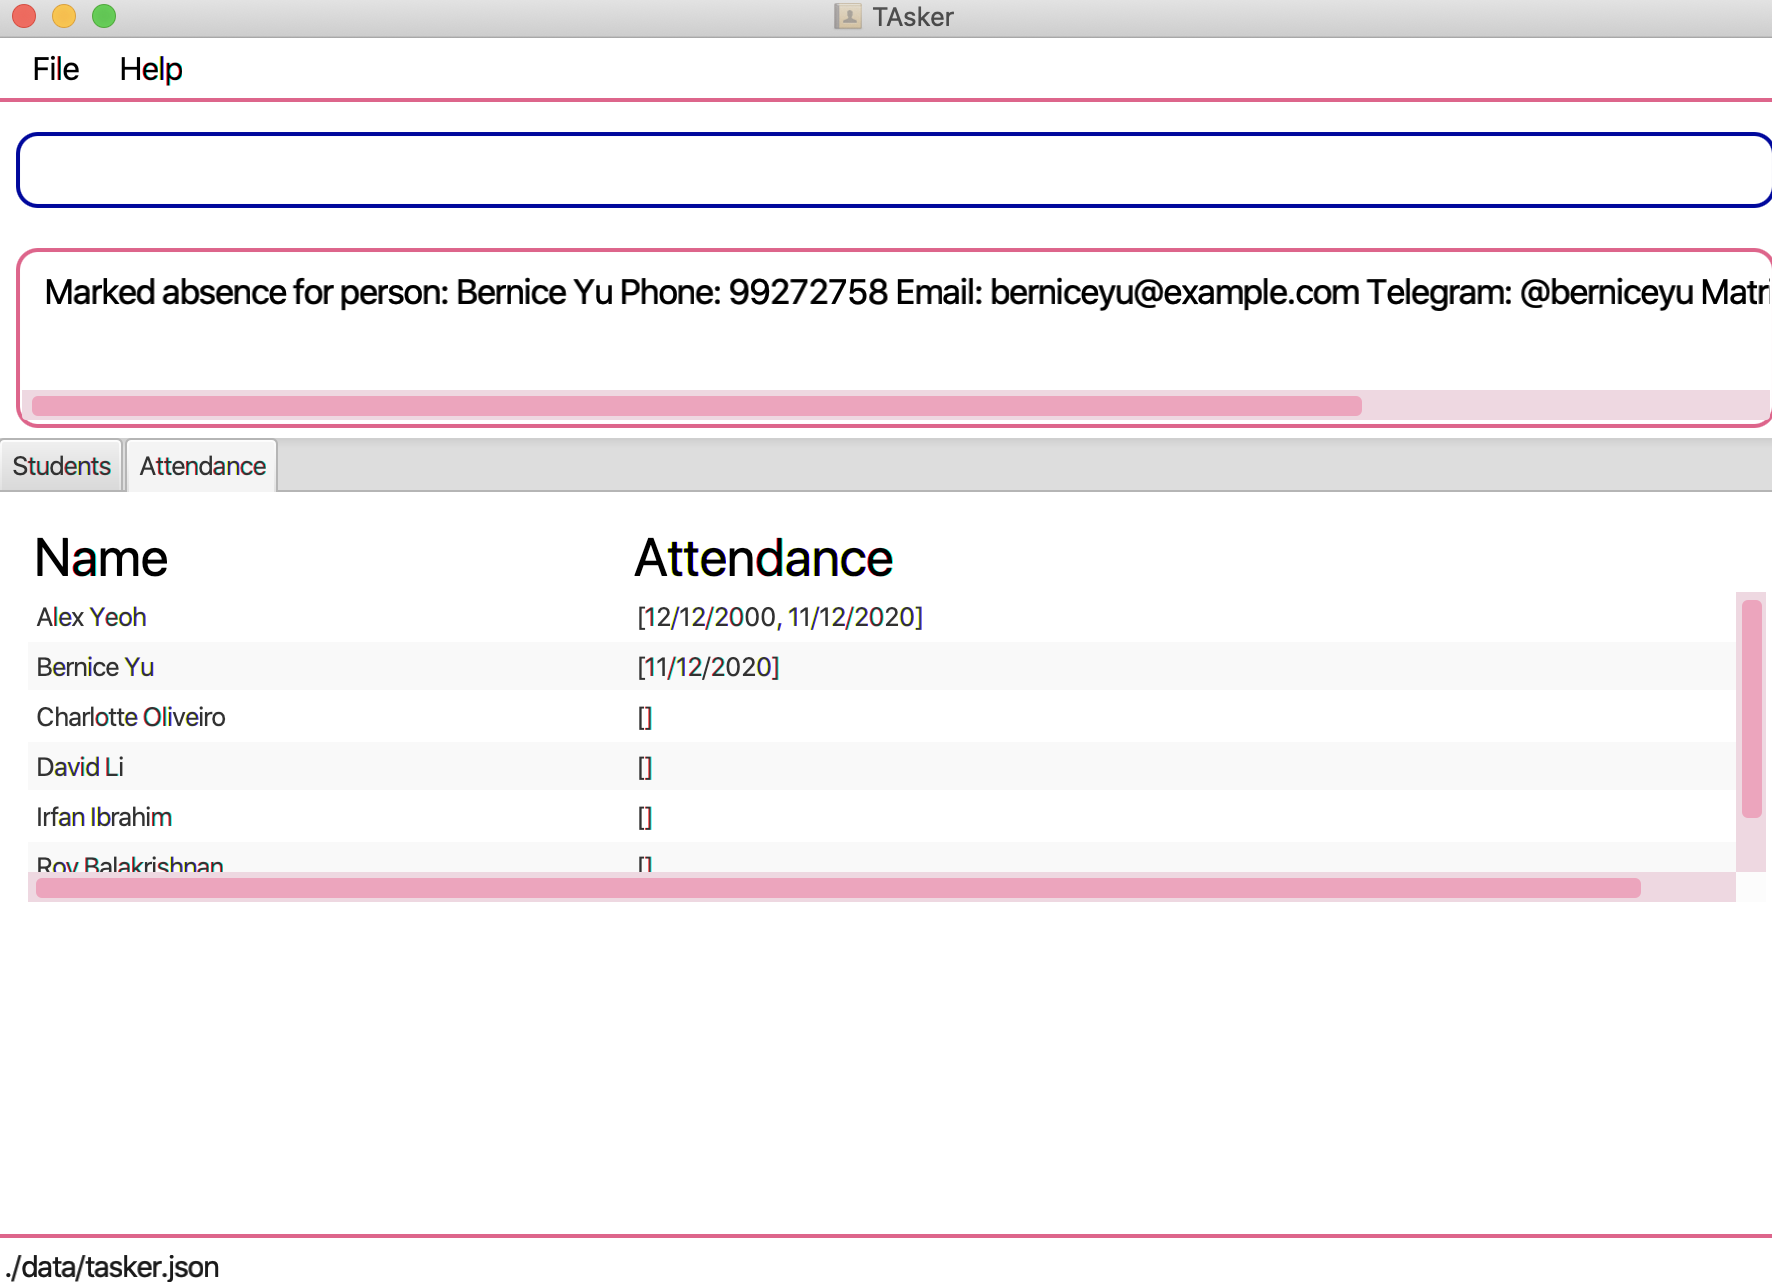 TAsker
File Help
Marked absence for person: Bernice Yu Phone: 99272758 Email: berniceyu@example.com Telegram: @berniceyu Matri
Students Attendance
Name Attendance
Alex Yeoh [12/12/2000, 11/12/2020]
Bernice Yu [11/12/2020]
Charlotte Oliveiro []
David Li []
Irfan Ibrahim []
Roy Balakrishnan []
./data/tasker.json